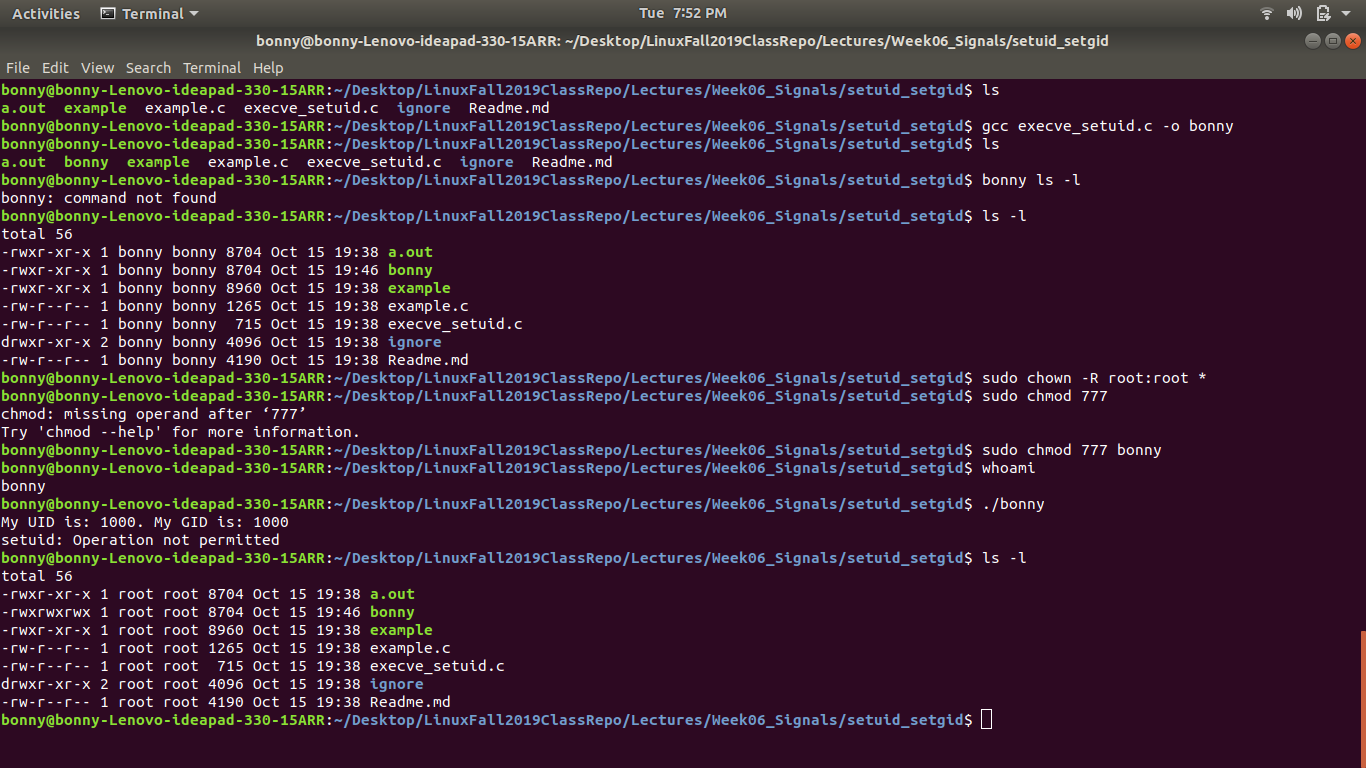 Activities Terminal Tue 7:52 PM
bonny@bonny-Lenovo-ideapad-330-15ARR: ~/Desktop/LinuxFall2019ClassRepo/Lectures/Week06_Signals/setuid_setgid
File Edit View Search Terminal Help
bonny@bonny-Lenovo-ideapad-330-15ARR:~/Desktop/LinuxFall2019ClassRepo/Lectures/Week06_Signals/setuid_setgid$ ls
a.out  example  example.c  execve_setuid.c  ignore  Readme.md
bonny@bonny-Lenovo-ideapad-330-15ARR:~/Desktop/LinuxFall2019ClassRepo/Lectures/Week06_Signals/setuid_setgid$ gcc execve_setuid.c -o bonny
bonny@bonny-Lenovo-ideapad-330-15ARR:~/Desktop/LinuxFall2019ClassRepo/Lectures/Week06_Signals/setuid_setgid$ ls
a.out  bonny  example  example.c  execve_setuid.c  ignore  Readme.md
bonny@bonny-Lenovo-ideapad-330-15ARR:~/Desktop/LinuxFall2019ClassRepo/Lectures/Week06_Signals/setuid_setgid$ bonny ls -l
bonny: command not found
bonny@bonny-Lenovo-ideapad-330-15ARR:~/Desktop/LinuxFall2019ClassRepo/Lectures/Week06_Signals/setuid_setgid$ ls -l
total 56
-rwxr-xr-x 1 bonny bonny 8704 Oct 15 19:38 a.out
-rwxr-xr-x 1 bonny bonny 8704 Oct 15 19:46 bonny
-rwxr-xr-x 1 bonny bonny 8960 Oct 15 19:38 example
-rw-r--r-- 1 bonny bonny 1265 Oct 15 19:38 example.c
-rw-r--r-- 1 bonny bonny  715 Oct 15 19:38 execve_setuid.c
drwxr-xr-x 2 bonny bonny 4096 Oct 15 19:38 ignore
-rw-r--r-- 1 bonny bonny 4190 Oct 15 19:38 Readme.md
bonny@bonny-Lenovo-ideapad-330-15ARR:~/Desktop/LinuxFall2019ClassRepo/Lectures/Week06_Signals/setuid_setgid$ sudo chown -R root:root *
bonny@bonny-Lenovo-ideapad-330-15ARR:~/Desktop/LinuxFall2019ClassRepo/Lectures/Week06_Signals/setuid_setgid$ sudo chmod 777
chmod: missing operand after ‘777’
Try 'chmod --help' for more information.
bonny@bonny-Lenovo-ideapad-330-15ARR:~/Desktop/LinuxFall2019ClassRepo/Lectures/Week06_Signals/setuid_setgid$ sudo chmod 777 bonny
bonny@bonny-Lenovo-ideapad-330-15ARR:~/Desktop/LinuxFall2019ClassRepo/Lectures/Week06_Signals/setuid_setgid$ whoami
bonny
bonny@bonny-Lenovo-ideapad-330-15ARR:~/Desktop/LinuxFall2019ClassRepo/Lectures/Week06_Signals/setuid_setgid$ ./bonny
My UID is: 1000. My GID is: 1000
setuid: Operation not permitted
bonny@bonny-Lenovo-ideapad-330-15ARR:~/Desktop/LinuxFall2019ClassRepo/Lectures/Week06_Signals/setuid_setgid$ ls -l
total 56
-rwxr-xr-x 1 root root 8704 Oct 15 19:38 a.out
-rwxrwxrwx 1 root root 8704 Oct 15 19:46 bonny
-rwxr-xr-x 1 root root 8960 Oct 15 19:38 example
-rw-r--r-- 1 root root 1265 Oct 15 19:38 example.c
-rw-r--r-- 1 root root  715 Oct 15 19:38 execve_setuid.c
drwxr-xr-x 2 root root 4096 Oct 15 19:38 ignore
-rw-r--r-- 1 root root 4190 Oct 15 19:38 Readme.md
bonny@bonny-Lenovo-ideapad-330-15ARR:~/Desktop/LinuxFall2019ClassRepo/Lectures/Week06_Signals/setuid_setgid$